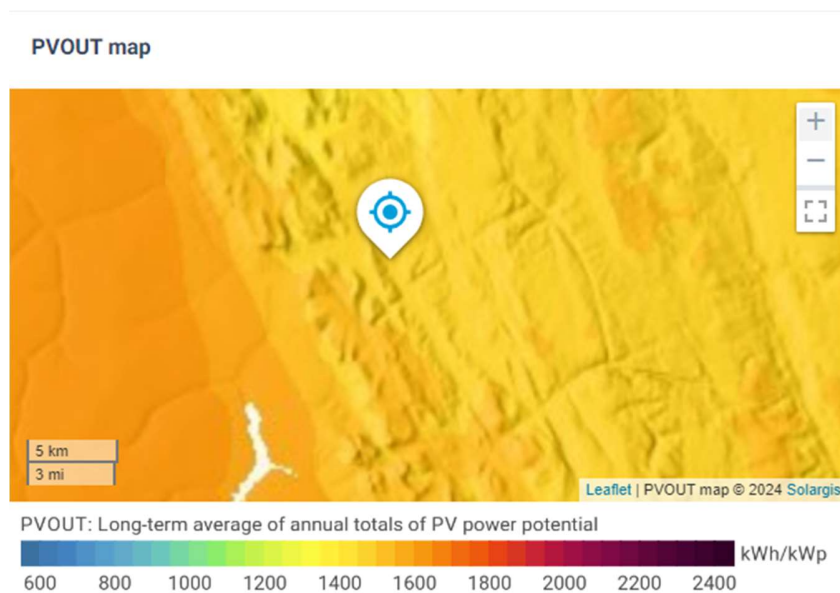 PVOUT map
+
−
5 km
3 mi
Leaflet | PVOUT map © 2024 Solargis
PVOUT: Long-term average of annual totals of PV power potential
kWh/kWp
600 800 1000 1200 1400 1600 1800 2000 2200 2400